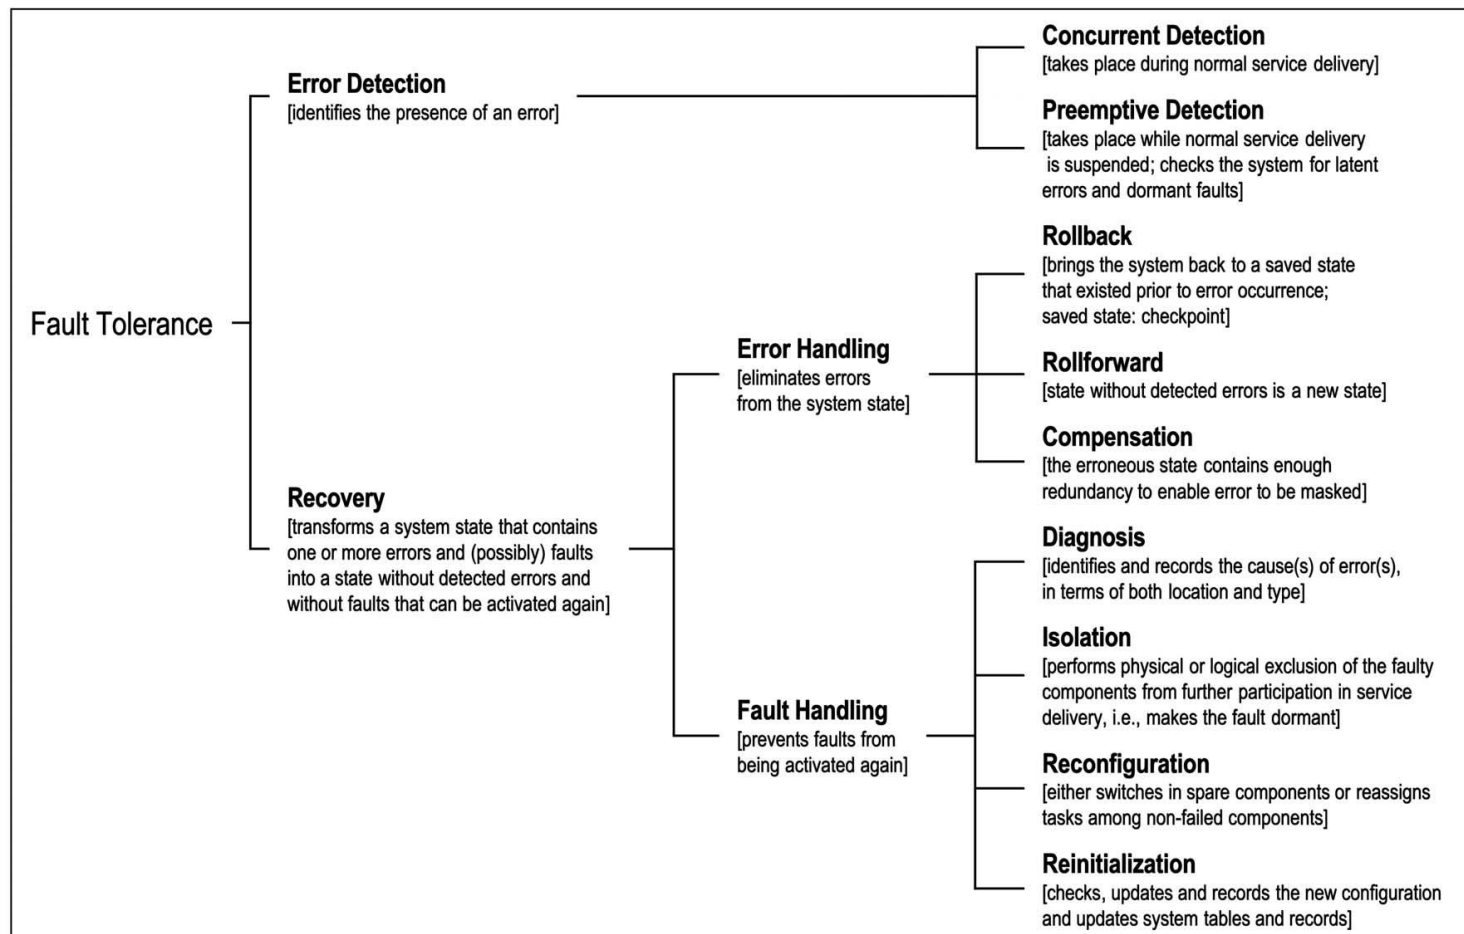 Fault Tolerance
Error Detection
[identifies the presence of an error]
Concurrent Detection
[takes place during normal service delivery]
Preemptive Detection
[takes place while normal service delivery
is suspended; checks the system for latent
errors and dormant faults]
Recovery
[transforms a system state that contains
one or more errors and (possibly) faults
into a state without detected errors and
without faults that can be activated again]
Error Handling
[eliminates errors
from the system state]
Rollback
[brings the system back to a saved state
that existed prior to error occurrence;
saved state: checkpoint]
Rollforward
[state without detected errors is a new state]
Compensation
[the erroneous state contains enough
redundancy to enable error to be masked]
Fault Handling
[prevents faults from
being activated again]
Diagnosis
[identifies and records the cause(s) of error(s),
in terms of both location and type]
Isolation
[performs physical or logical exclusion of the faulty
components from further participation in service
delivery, i.e., makes the fault dormant]
Reconfiguration
[either switches in spare components or reassigns
tasks among non-failed components]
Reinitialization
[checks, updates and records the new configuration
and updates system tables and records]